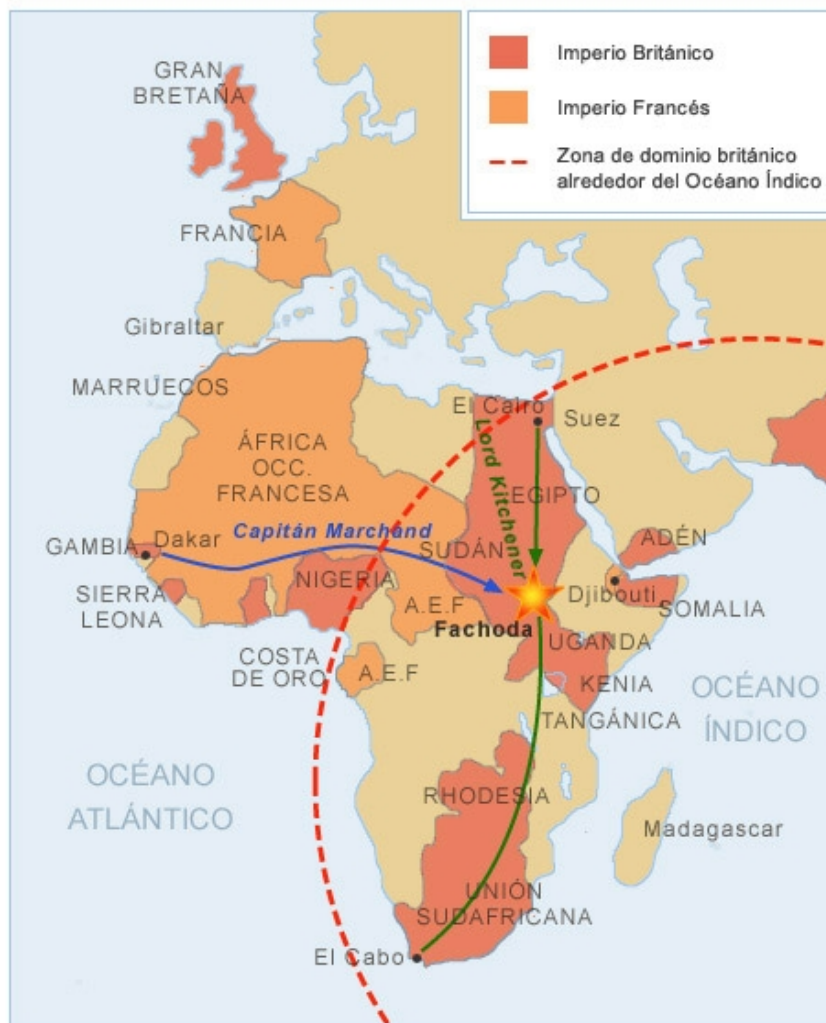 Imperio Británico
Imperio Francés
Zona de dominio británico
alrededor del Océano Índico
GRAN
BRETAÑA
FRANCIA
Gibraltar
MARRUECOS
El Cairo
Suez
Lord Kitchener
ÁFRICA
OCC.
FRANCESA
EGIPTO
Capitán Marchand
GAMBIA
Dakar
SUDÁN
ADÉN
NIGERIA
SIERRA
LEONA
A.E.F
Djibouti
SOMALIA
Fachoda
UGANDA
COSTA
DE ORO
A.E.F
KENIA
OCÉANO
ÍNDICO
TANGÁNICA
OCÉANO
ATLÁNTICO
RHODESIA
Madagascar
UNIÓN
SUDAFRICANA
El Cabo